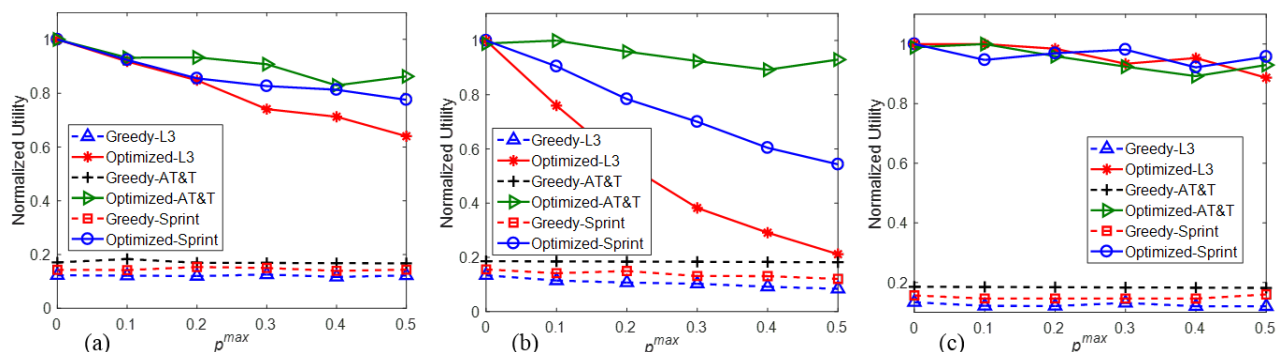 Normalized Utility
1
0.8
0.6
0.4
0.2
0
Greedy-L3
Optimized-L3
Greedy-AT&T
Optimized-AT&T
Greedy-Sprint
Optimized-Sprint
0 0.1 0.2 0.3 0.4 0.5
(a) p^max
Normalized Utility
1
0.8
0.6
0.4
0.2
0
Greedy-L3
Optimized-L3
Greedy-AT&T
Optimized-AT&T
Greedy-Sprint
Optimized-Sprint
0 0.1 0.2 0.3 0.4 0.5
(b) p^max
Normalized Utility
1
0.8
0.6
0.4
0.2
Greedy-L3
Optimized-L3
Greedy-AT&T
Optimized-AT&T
Greedy-Sprint
Optimized-Sprint
0 0.1 0.2 0.3 0.4 0.5
(c) p^max